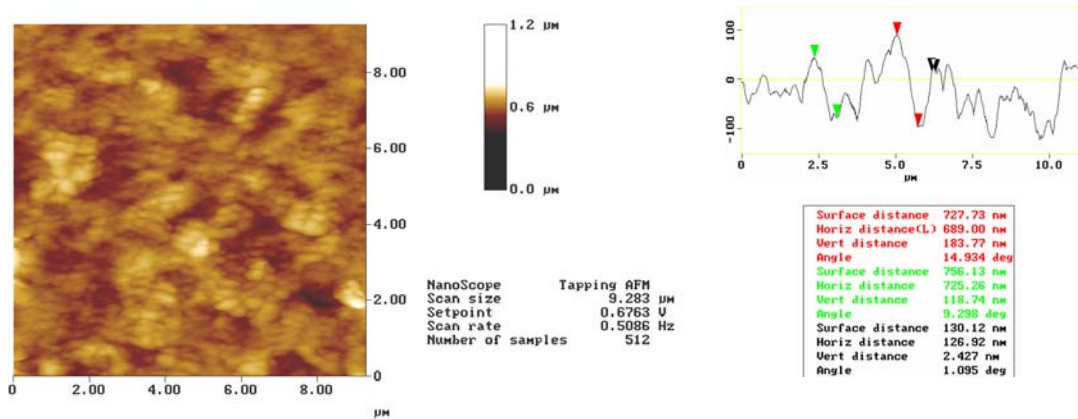 1.2 µm
0.6 µm
0.0 µm
8.00
6.00
4.00
2.00
0
0 2.00 4.00 6.00 8.00
µm
NanoScope Tapping AFM
Scan size 9.283 µm
Setpoint 0.6763 V
Scan rate 0.5086 Hz
Number of samples 512
100
0
-100
0 2.5 5.0 7.5 10.0
µm
Surface distance 727.73 nm
Horiz distance(L) 689.00 nm
Vert distance 183.77 nm
Angle 14.934 deg
Surface distance 756.13 nm
Horiz distance 725.26 nm
Vert distance 118.74 nm
Angle 9.298 deg
Surface distance 130.12 nm
Horiz distance 126.92 nm
Vert distance 2.427 nm
Angle 1.095 deg